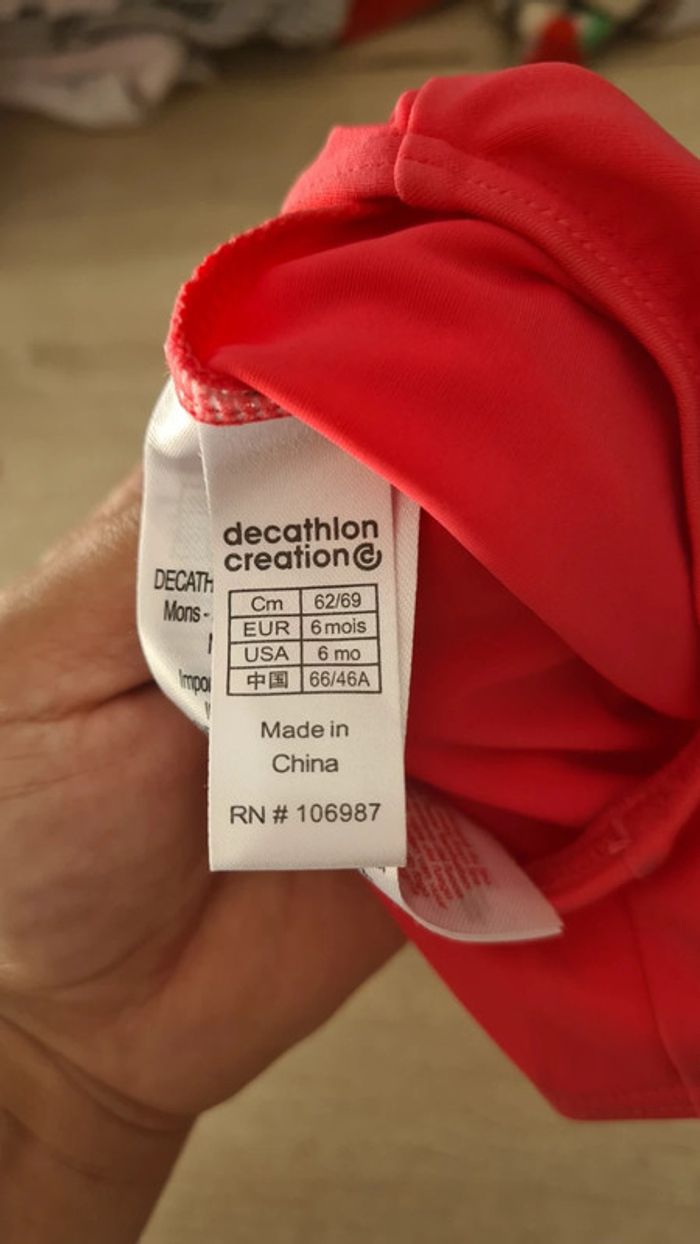 decathlon
creation
Cm 62/69
EUR 6 mois
USA 6 mo
中国 66/46A
Made in
China
RN # 106987
DECATH
Mons -
Impor